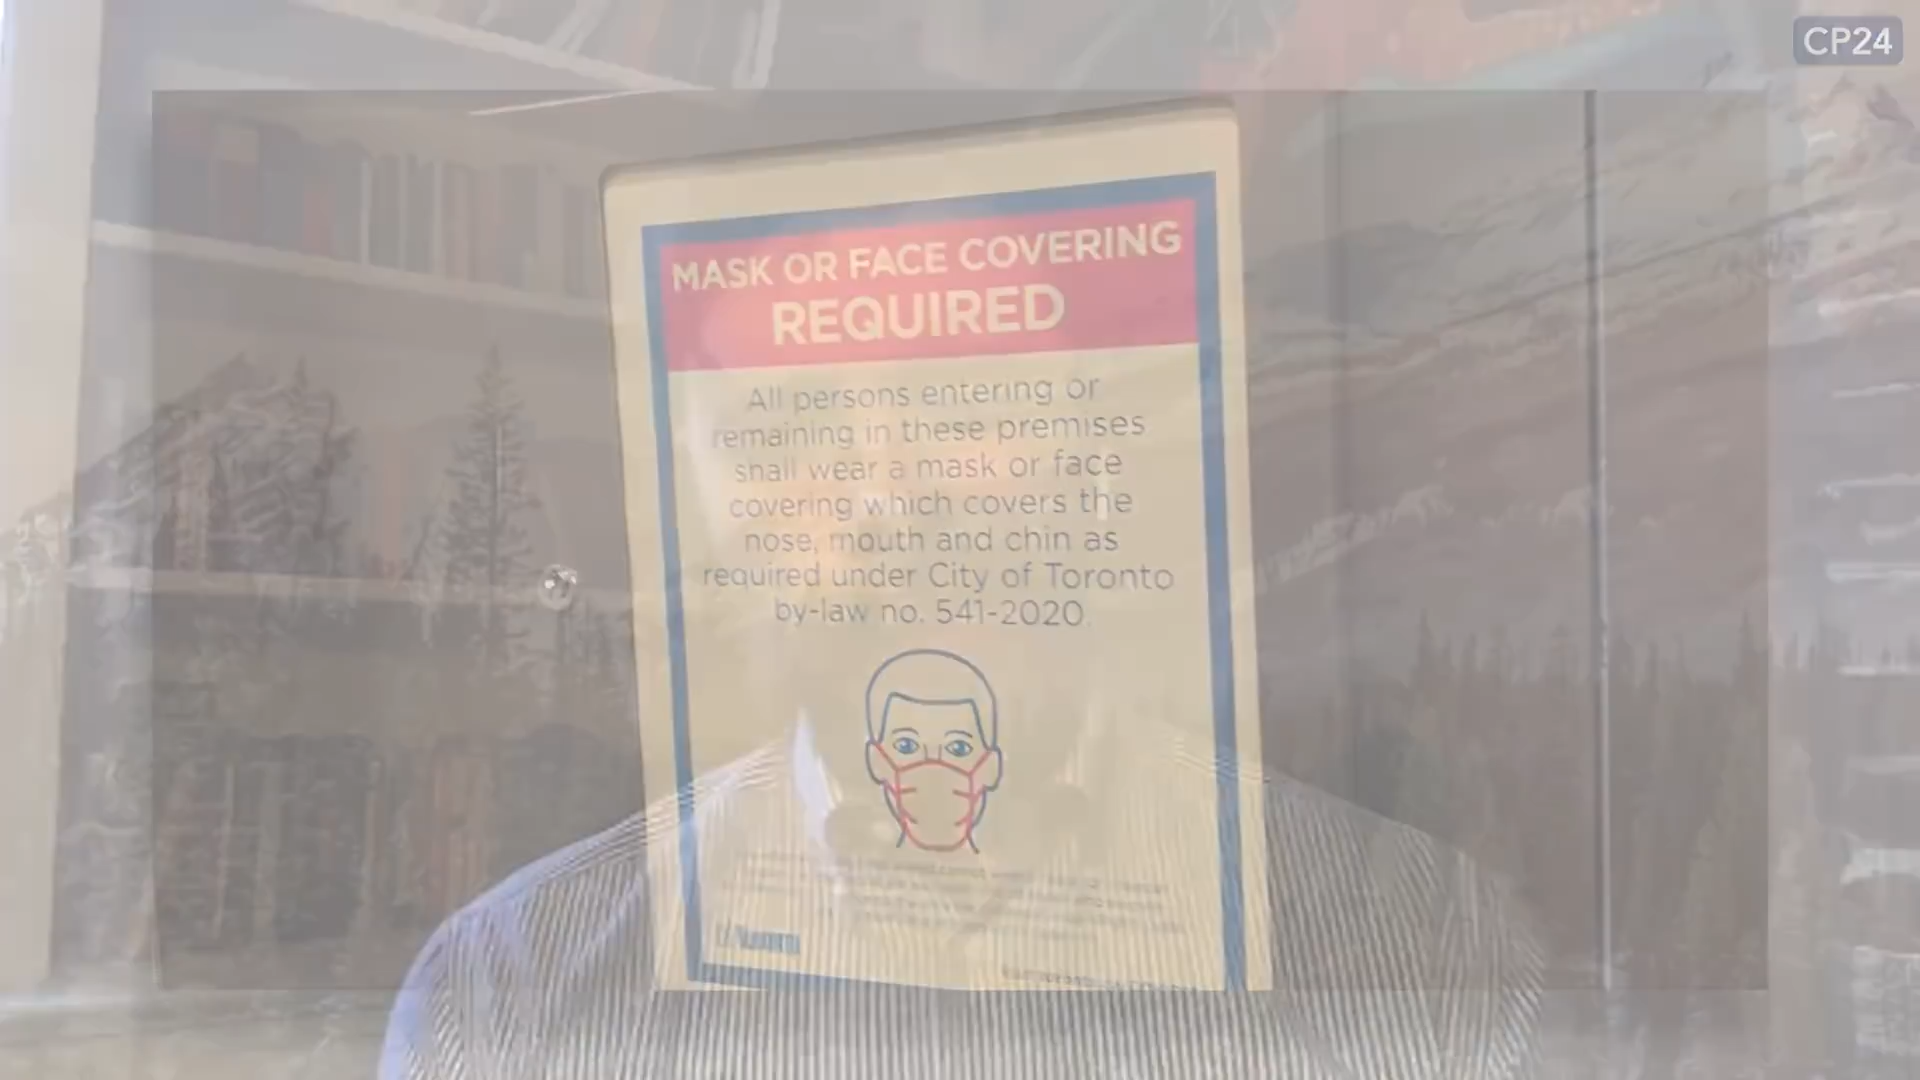 CP24
MASK OR FACE COVERING
REQUIRED
All persons entering or
remaining in these premises
shall wear a mask or face
covering which covers the
nose, mouth and chin as
required under City of Toronto
by-law no. 541-2020.